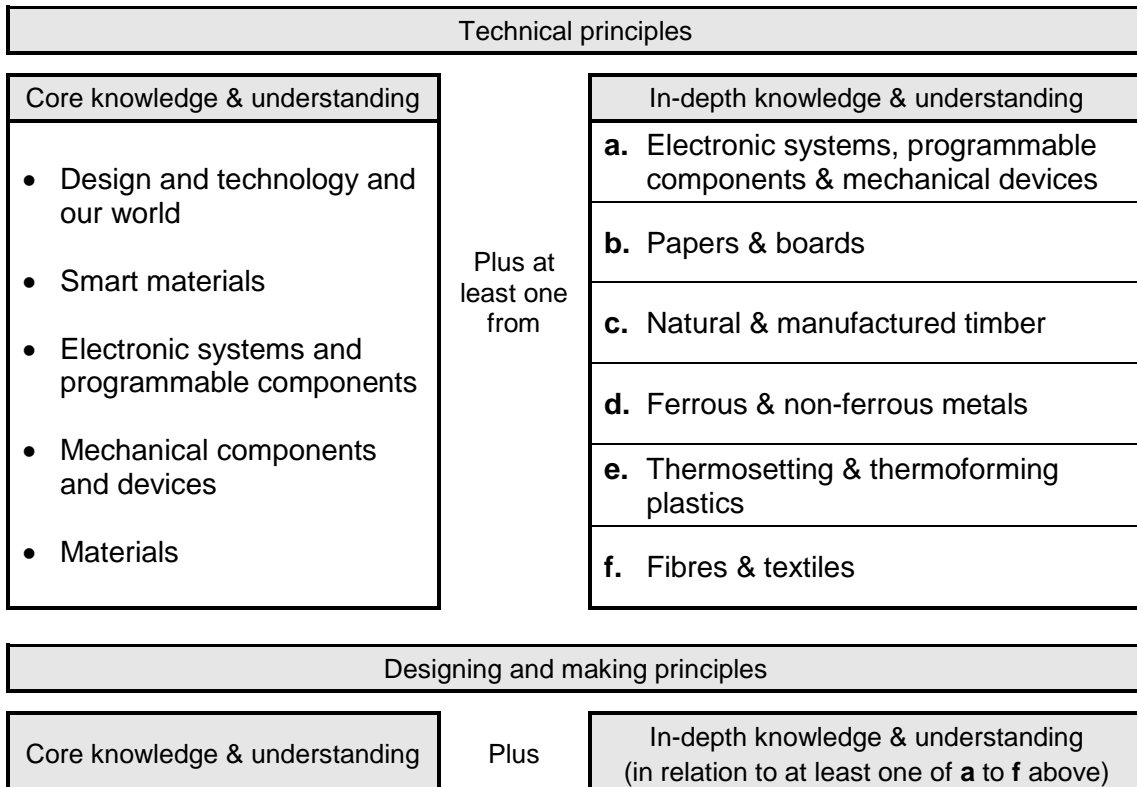 Technical principles
Core knowledge & understanding
• Design and technology and
our world
• Smart materials
• Electronic systems and
programmable components
• Mechanical components
and devices
• Materials
Plus at
least one
from
In-depth knowledge & understanding
a. Electronic systems, programmable
components & mechanical devices
b. Papers & boards
c. Natural & manufactured timber
d. Ferrous & non-ferrous metals
e. Thermosetting & thermoforming
plastics
f. Fibres & textiles
Designing and making principles
Core knowledge & understanding
Plus
In-depth knowledge & understanding
(in relation to at least one of a to f above)